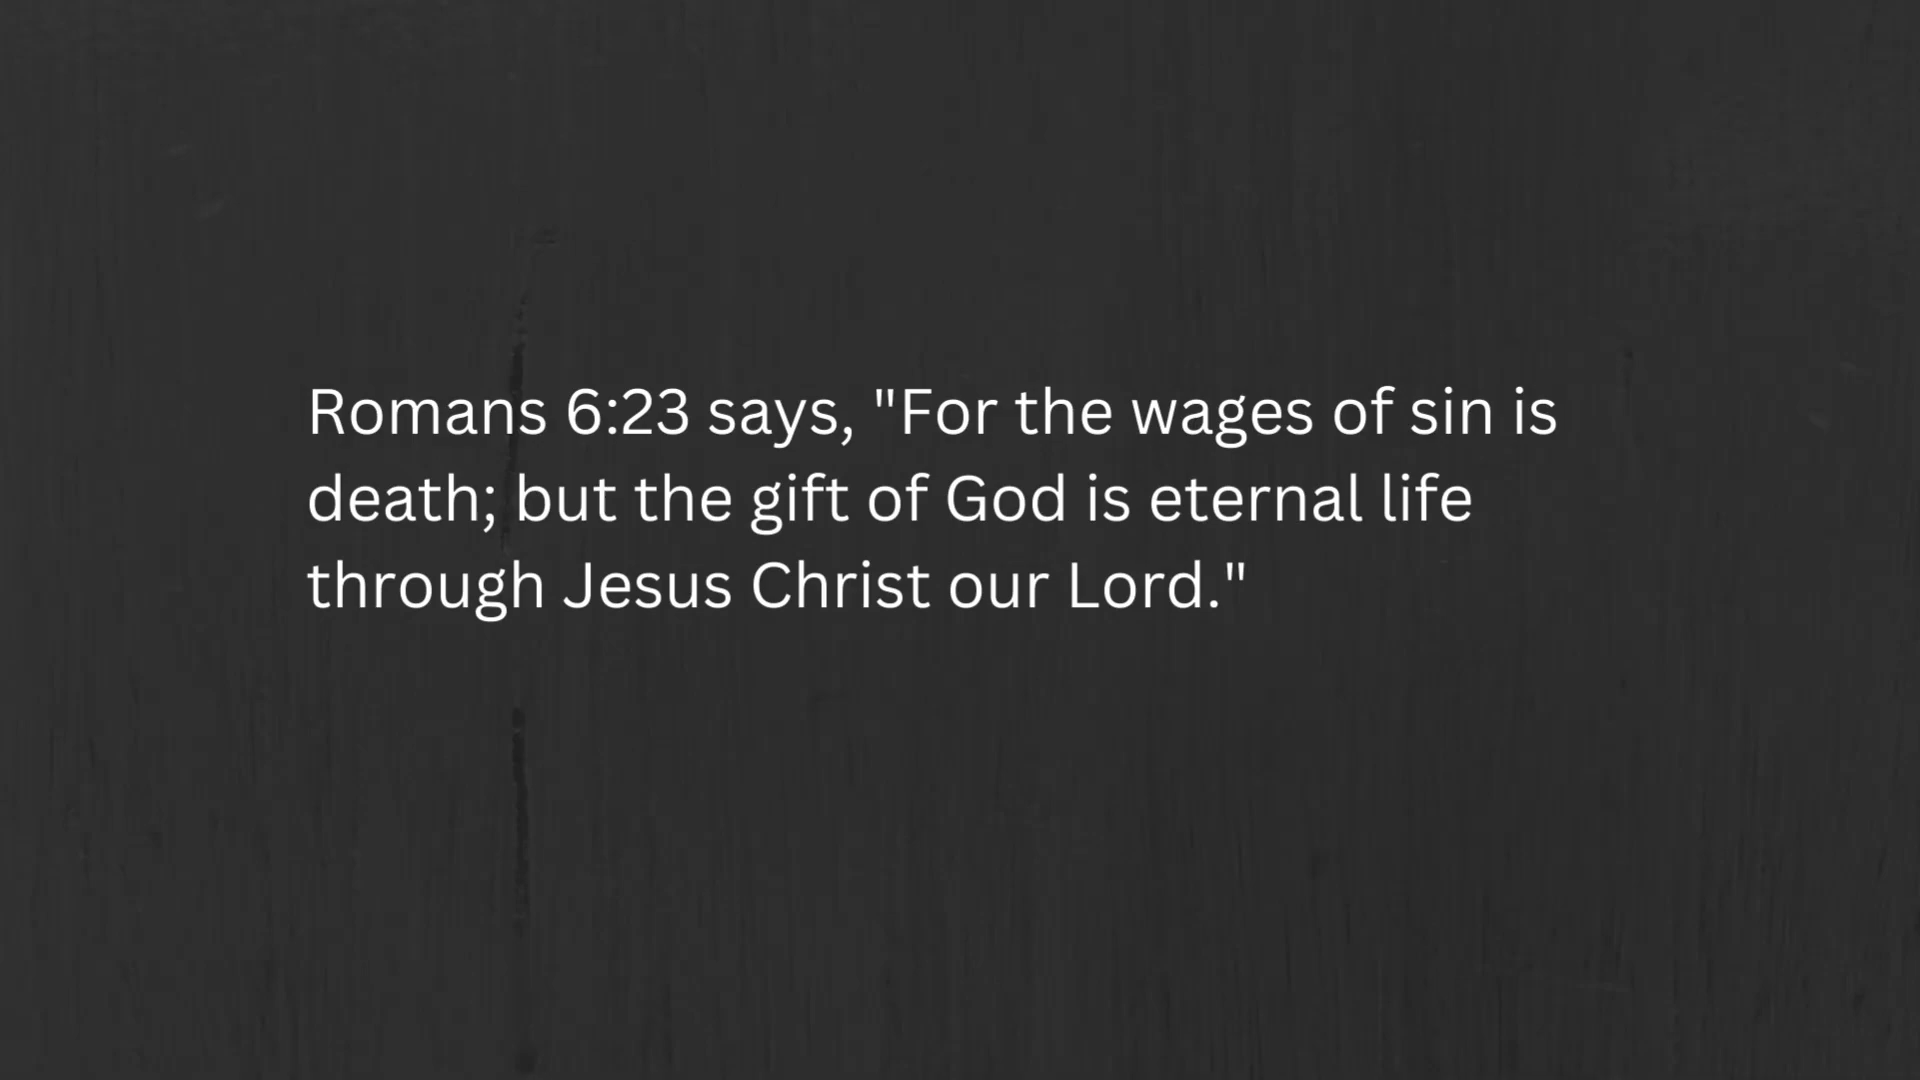 Romans 6:23 says, "For the wages of sin is
death; but the gift of God is eternal life
through Jesus Christ our Lord."